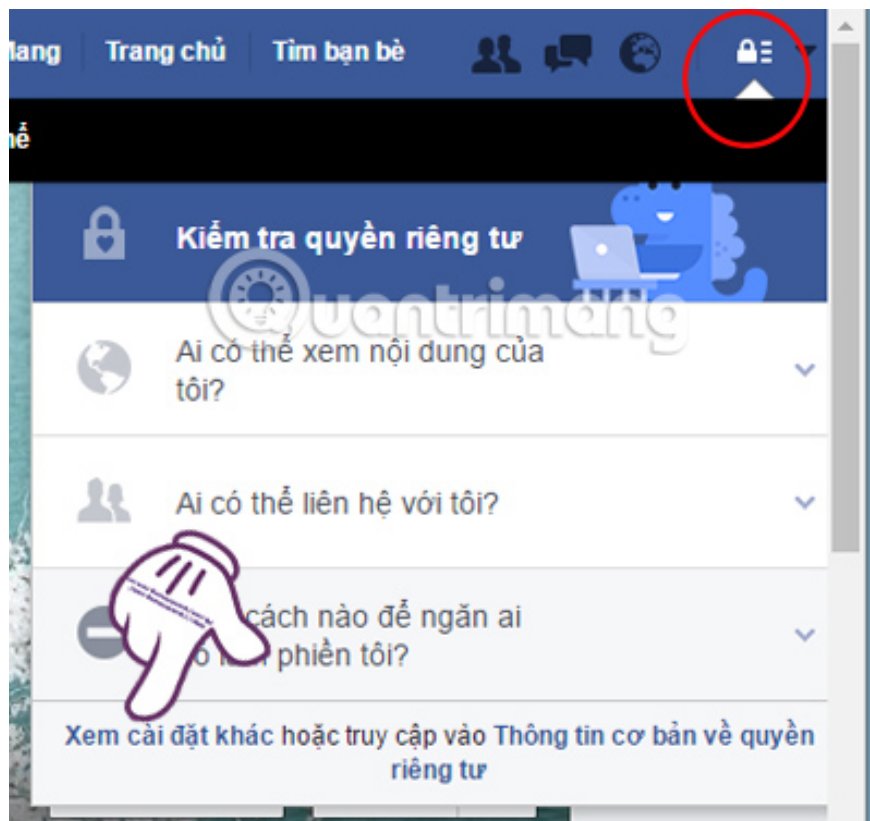 Mang Trang chủ Tìm bạn bè
Kiểm tra quyền riêng tư
Quantrimang
Ai có thể xem nội dung của
tôi?
Ai có thể liên hệ với tôi?
cách nào để ngăn ai
phiền tôi?
Xem cài đặt khác hoặc truy cập vào Thông tin cơ bản về quyền
riêng tư